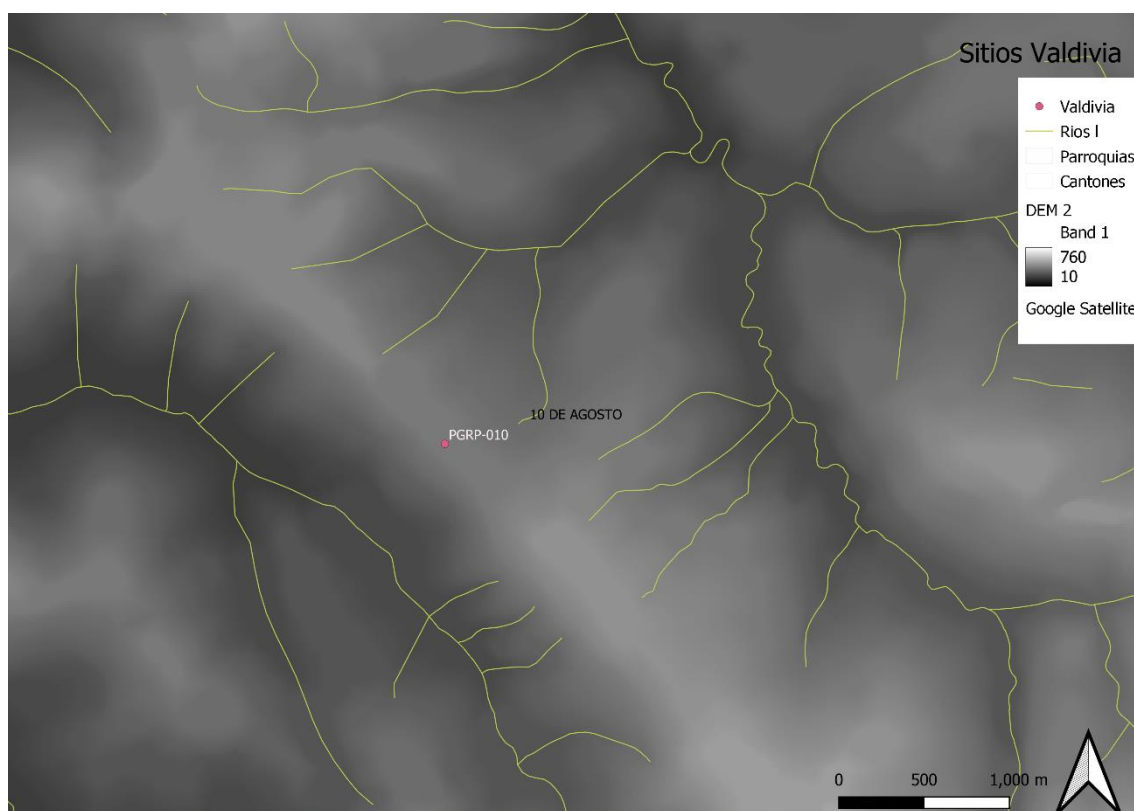 Sitios Valdivia
Valdivia
Rios l
Parroquias
Cantones
DEM 2
Band 1
760
10
Google Satellite
10 DE AGOSTO
PGRP-010
0 500 1,000 m